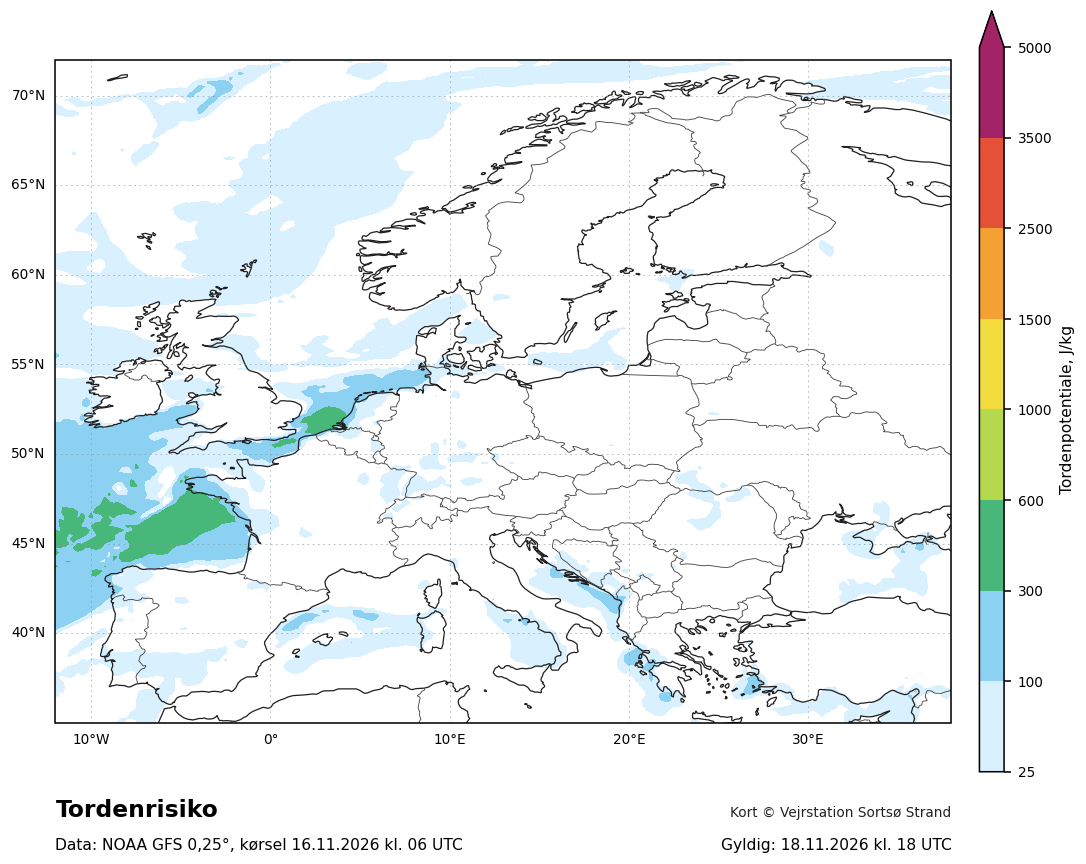 5000
3500
2500
1500
1000
600
300
100
25
Tordenpotentiale, J/kg
70°N
65°N
60°N
55°N
50°N
45°N
40°N
10°W
0°
10°E
20°E
30°E
Tordenrisiko
Kort © Vejrstation Sortsø Strand
Data: NOAA GFS 0,25°, kørsel 16.11.2026 kl. 06 UTC
Gyldig: 18.11.2026 kl. 18 UTC